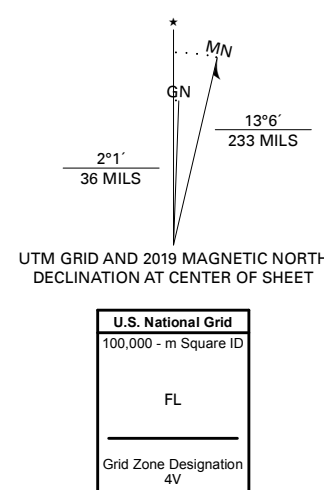 ★
MN
GN
13°6´
233 MILS
2°1´
36 MILS
UTM GRID AND 2019 MAGNETIC NORTH
DECLINATION AT CENTER OF SHEET
U.S. National Grid
100,000 - m Square ID
FL
Grid Zone Designation
4V